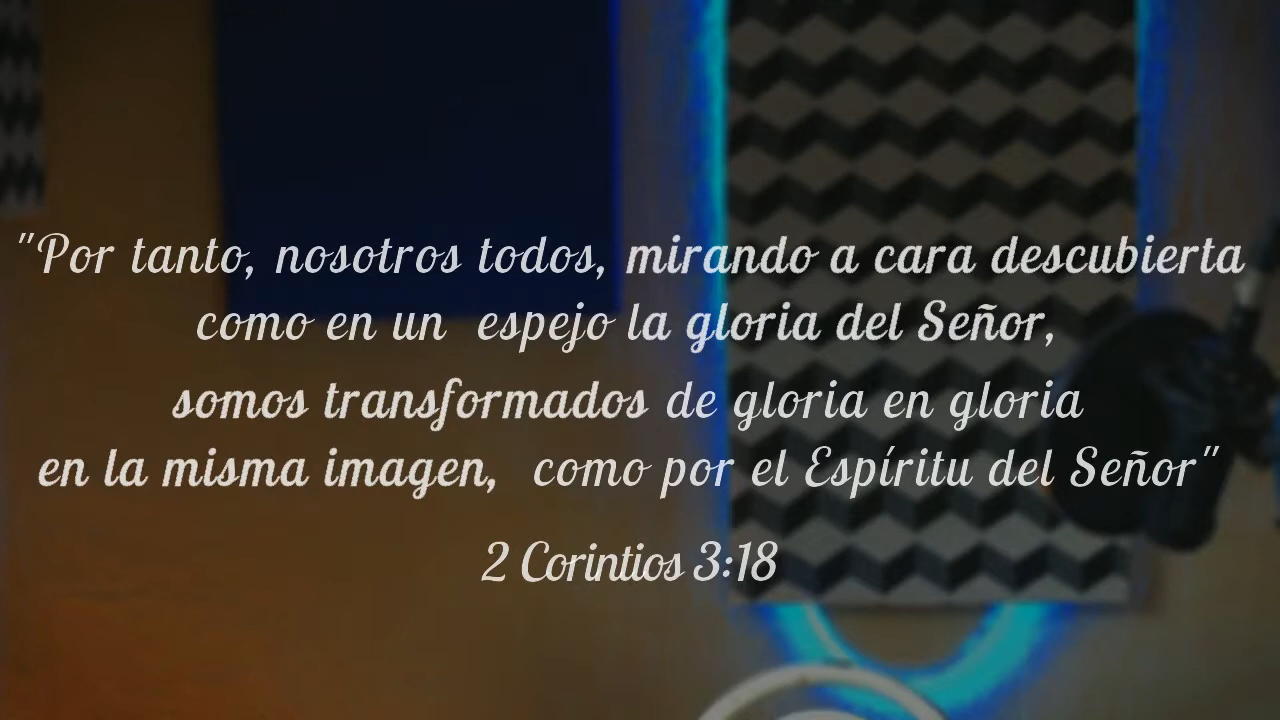 "Por tanto, nosotros todos, mirando a cara descubierta
como en un espejo la gloria del Señor,
somos transformados de gloria en gloria
en la misma imagen, como por el Espíritu del Señor"
2 Corintios 3:18